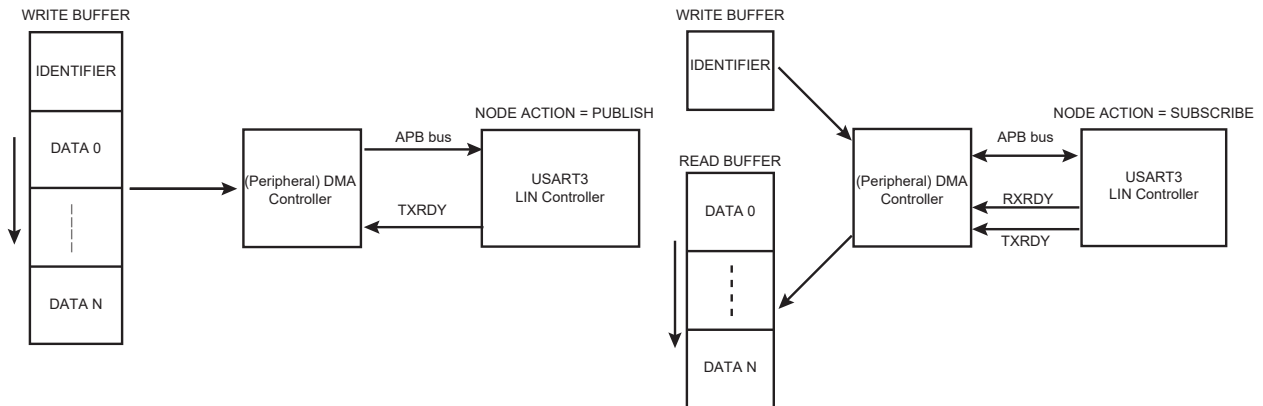 WRITE BUFFER
IDENTIFIER
DATA 0
DATA N
(Peripheral) DMA
Controller
APB bus
TXRDY
NODE ACTION = PUBLISH
USART3
LIN Controller
WRITE BUFFER
IDENTIFIER
READ BUFFER
DATA 0
DATA N
(Peripheral) DMA
Controller
APB bus
RXRDY
TXRDY
NODE ACTION = SUBSCRIBE
USART3
LIN Controller